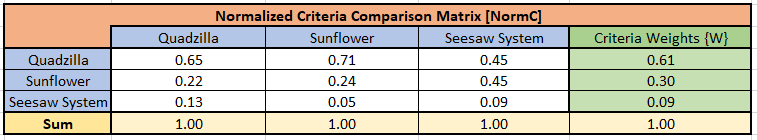 Normalized Criteria Comparison Matrix [NormC]
Quadzilla Sunflower Seesaw System Criteria Weights {W}
Quadzilla 0.65 0.71 0.45 0.61
Sunflower 0.22 0.24 0.45 0.30
Seesaw System 0.13 0.05 0.09 0.09
Sum 1.00 1.00 1.00 1.00